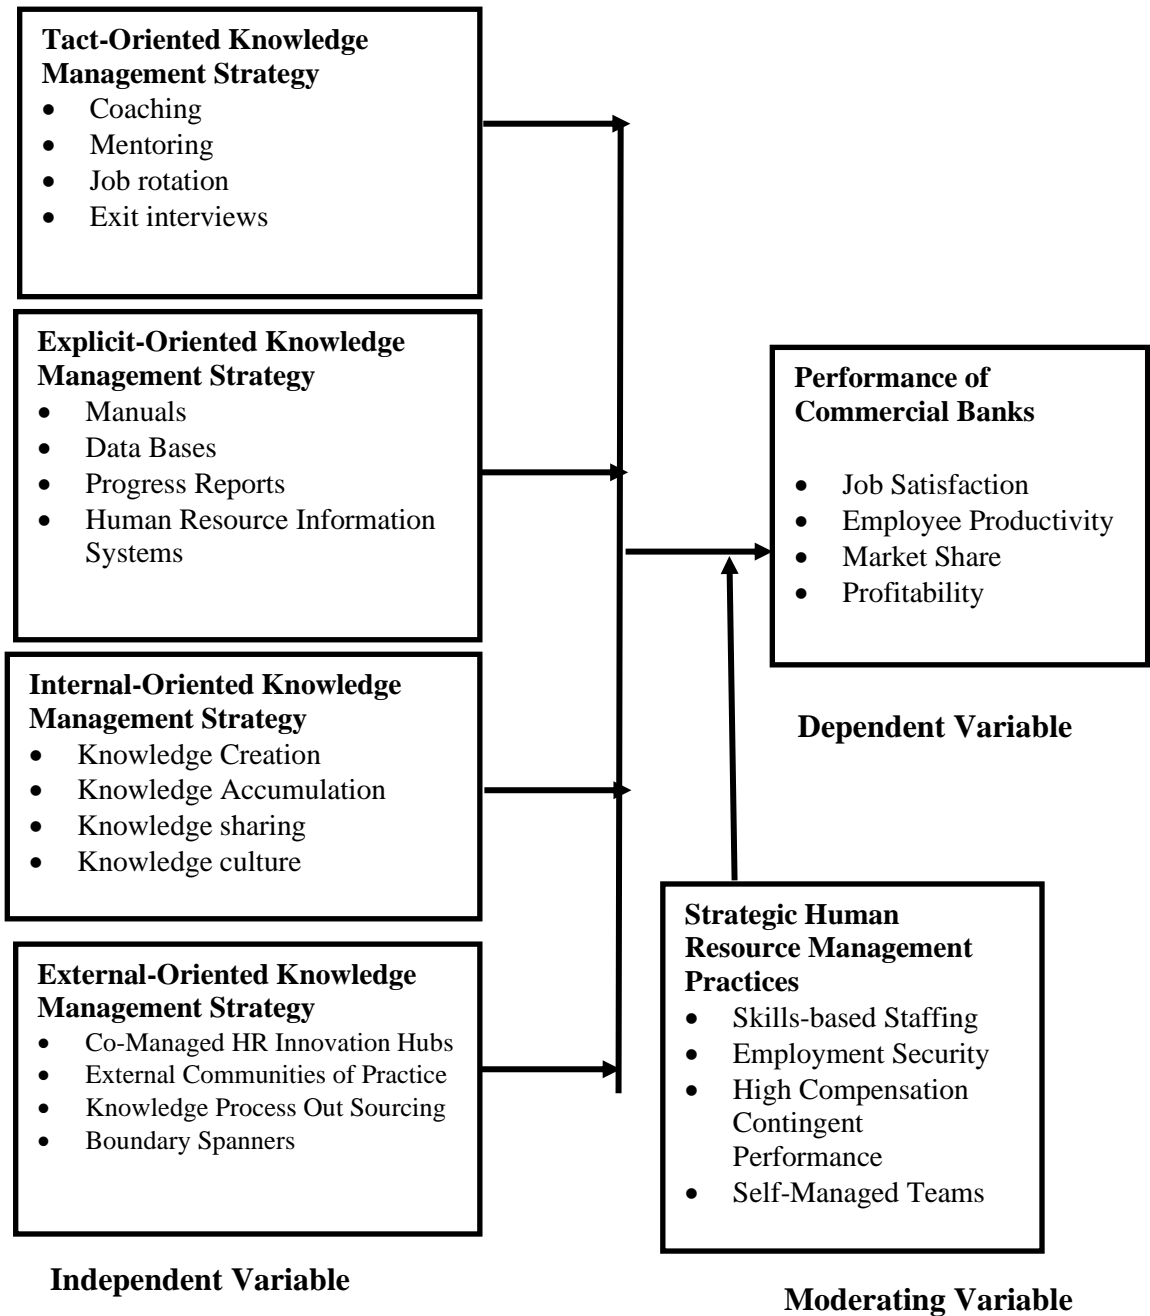 Tact-Oriented Knowledge
Management Strategy
• Coaching
• Mentoring
• Job rotation
• Exit interviews
Explicit-Oriented Knowledge
Management Strategy
• Manuals
• Data Bases
• Progress Reports
• Human Resource Information
Systems
Internal-Oriented Knowledge
Management Strategy
• Knowledge Creation
• Knowledge Accumulation
• Knowledge sharing
• Knowledge culture
External-Oriented Knowledge
Management Strategy
• Co-Managed HR Innovation Hubs
• External Communities of Practice
• Knowledge Process Out Sourcing
• Boundary Spanners
Independent Variable
Performance of
Commercial Banks
• Job Satisfaction
• Employee Productivity
• Market Share
• Profitability
Dependent Variable
Strategic Human
Resource Management
Practices
• Skills-based Staffing
• Employment Security
• High Compensation
Contingent
Performance
• Self-Managed Teams
Moderating Variable